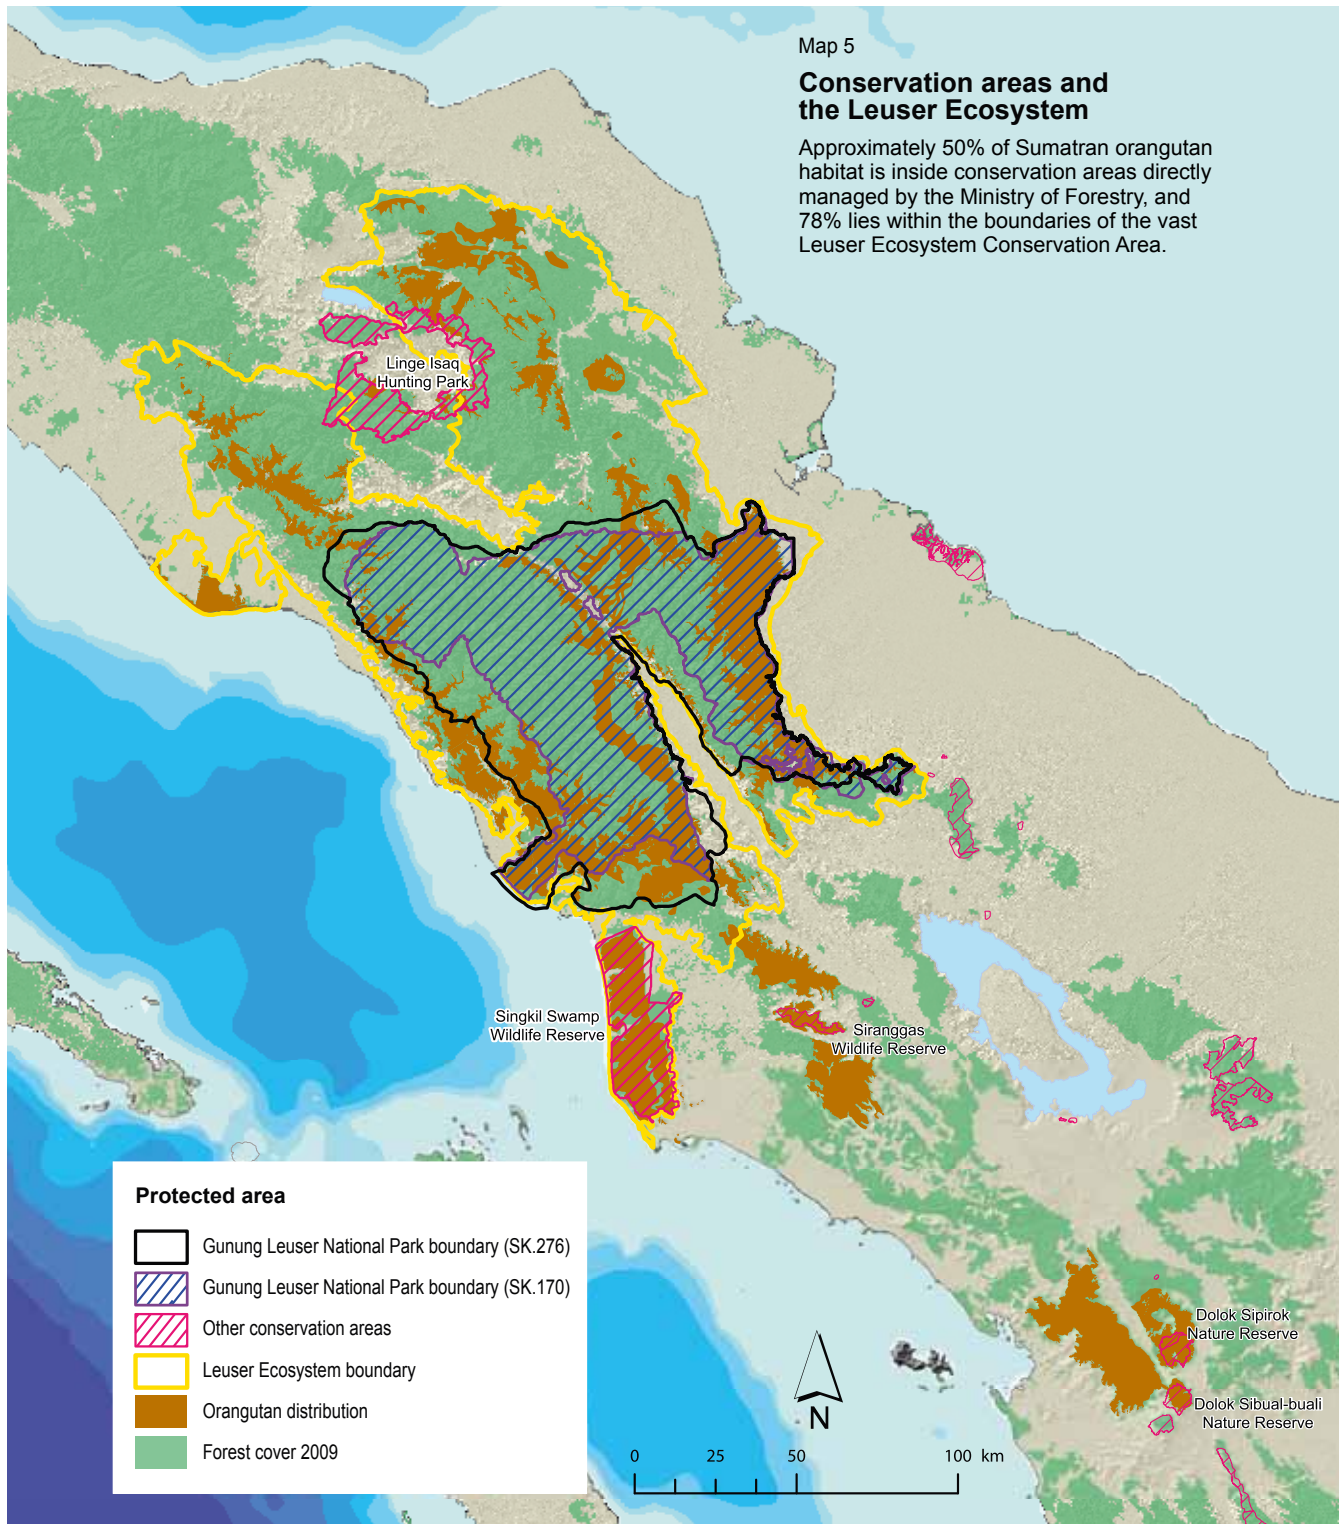 Map 5
Conservation areas and
the Leuser Ecosystem
Approximately 50% of Sumatran orangutan
habitat is inside conservation areas directly
managed by the Ministry of Forestry, and
78% lies within the boundaries of the vast
Leuser Ecosystem Conservation Area.
Linge Isaq
Hunting Park
Singkil Swamp
Wildlife Reserve
Siranggas
Wildlife Reserve
Dolok Sipirok
Nature Reserve
Dolok Sibual-buali
Nature Reserve
Protected area
Gunung Leuser National Park boundary (SK.276)
Gunung Leuser National Park boundary (SK.170)
Other conservation areas
Leuser Ecosystem boundary
Orangutan distribution
Forest cover 2009
N
0 25 50 100 km